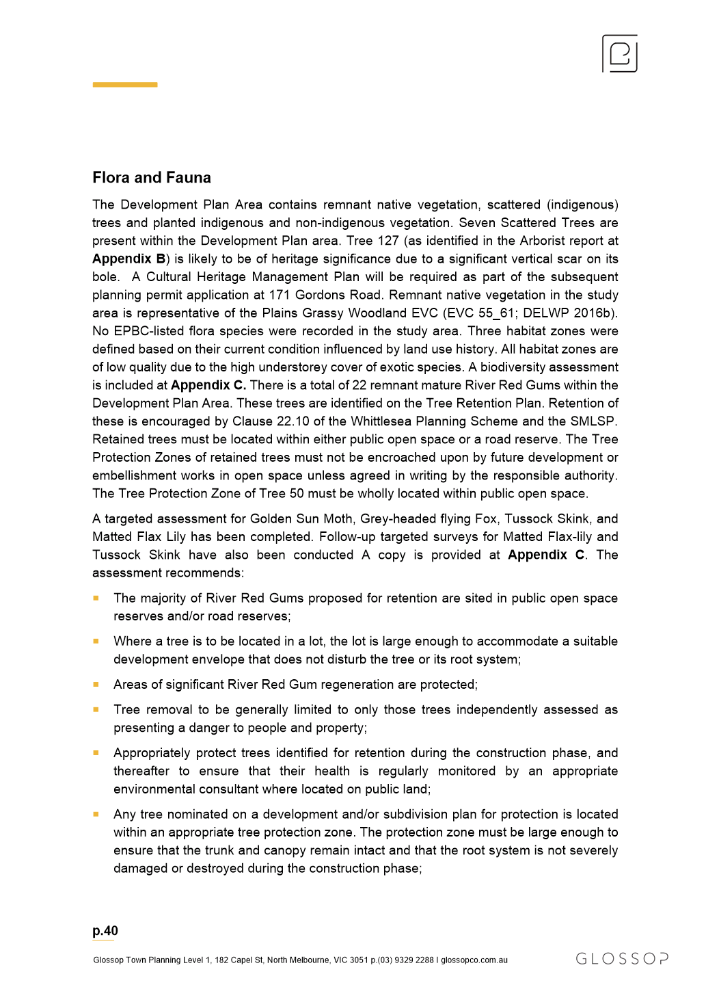 Flora and Fauna
The Development Plan Area contains remnant native vegetation, scattered (indigenous)
trees and planted indigenous and non-indigenous vegetation. Seven Scattered Trees are
present within the Development Plan area. Tree 127 (as identified in the Arborist report at
Appendix B) is likely to be of heritage significance due to a significant vertical scar on its
bole.  A Cultural Heritage Management Plan will be required as part of the subsequent
planning permit application at 171 Gordons Road. Remnant native vegetation in the study
area is representative of the Plains Grassy Woodland EVC (EVC 55_61; DELWP 2016b).
No EPBC-listed flora species were recorded in the study area. Three habitat zones were
defined based on their current condition influenced by land use history. All habitat zones are
of low quality due to the high understorey cover of exotic species. A biodiversity assessment
is included at Appendix C. There is a total of 22 remnant mature River Red Gums within the
Development Plan Area. These trees are identified on the Tree Retention Plan. Retention of
these is encouraged by Clause 22.10 of the Whittlesea Planning Scheme and the SMLSP.
Retained trees must be located within either public open space or a road reserve. The Tree
Protection Zones of retained trees must not be encroached upon by future development or
embellishment works in open space unless agreed in writing by the responsible authority.
The Tree Protection Zone of Tree 50 must be wholly located within public open space.
A targeted assessment for Golden Sun Moth, Grey-headed flying Fox, Tussock Skink, and
Matted Flax Lily has been completed. Follow-up targeted surveys for Matted Flax-lily and
Tussock Skink have also been conducted A copy is provided at Appendix C. The
assessment recommends:
▪ The majority of River Red Gums proposed for retention are sited in public open space
reserves and/or road reserves;
▪ Where a tree is to be located in a lot, the lot is large enough to accommodate a suitable
development envelope that does not disturb the tree or its root system;
▪ Areas of significant River Red Gum regeneration are protected;
▪ Tree removal to be generally limited to only those trees independently assessed as
presenting a danger to people and property;
▪ Appropriately protect trees identified for retention during the construction phase, and
thereafter to ensure that their health is regularly monitored by an appropriate
environmental consultant where located on public land;
▪ Any tree nominated on a development and/or subdivision plan for protection is located
within an appropriate tree protection zone. The protection zone must be large enough to
ensure that the trunk and canopy remain intact and that the root system is not severely
damaged or destroyed during the construction phase;
p.40
Glossop Town Planning Level 1, 182 Capel St, North Melbourne, VIC 3051 p.(03) 9329 2288 I glossopco.com.au
GLOSSOP